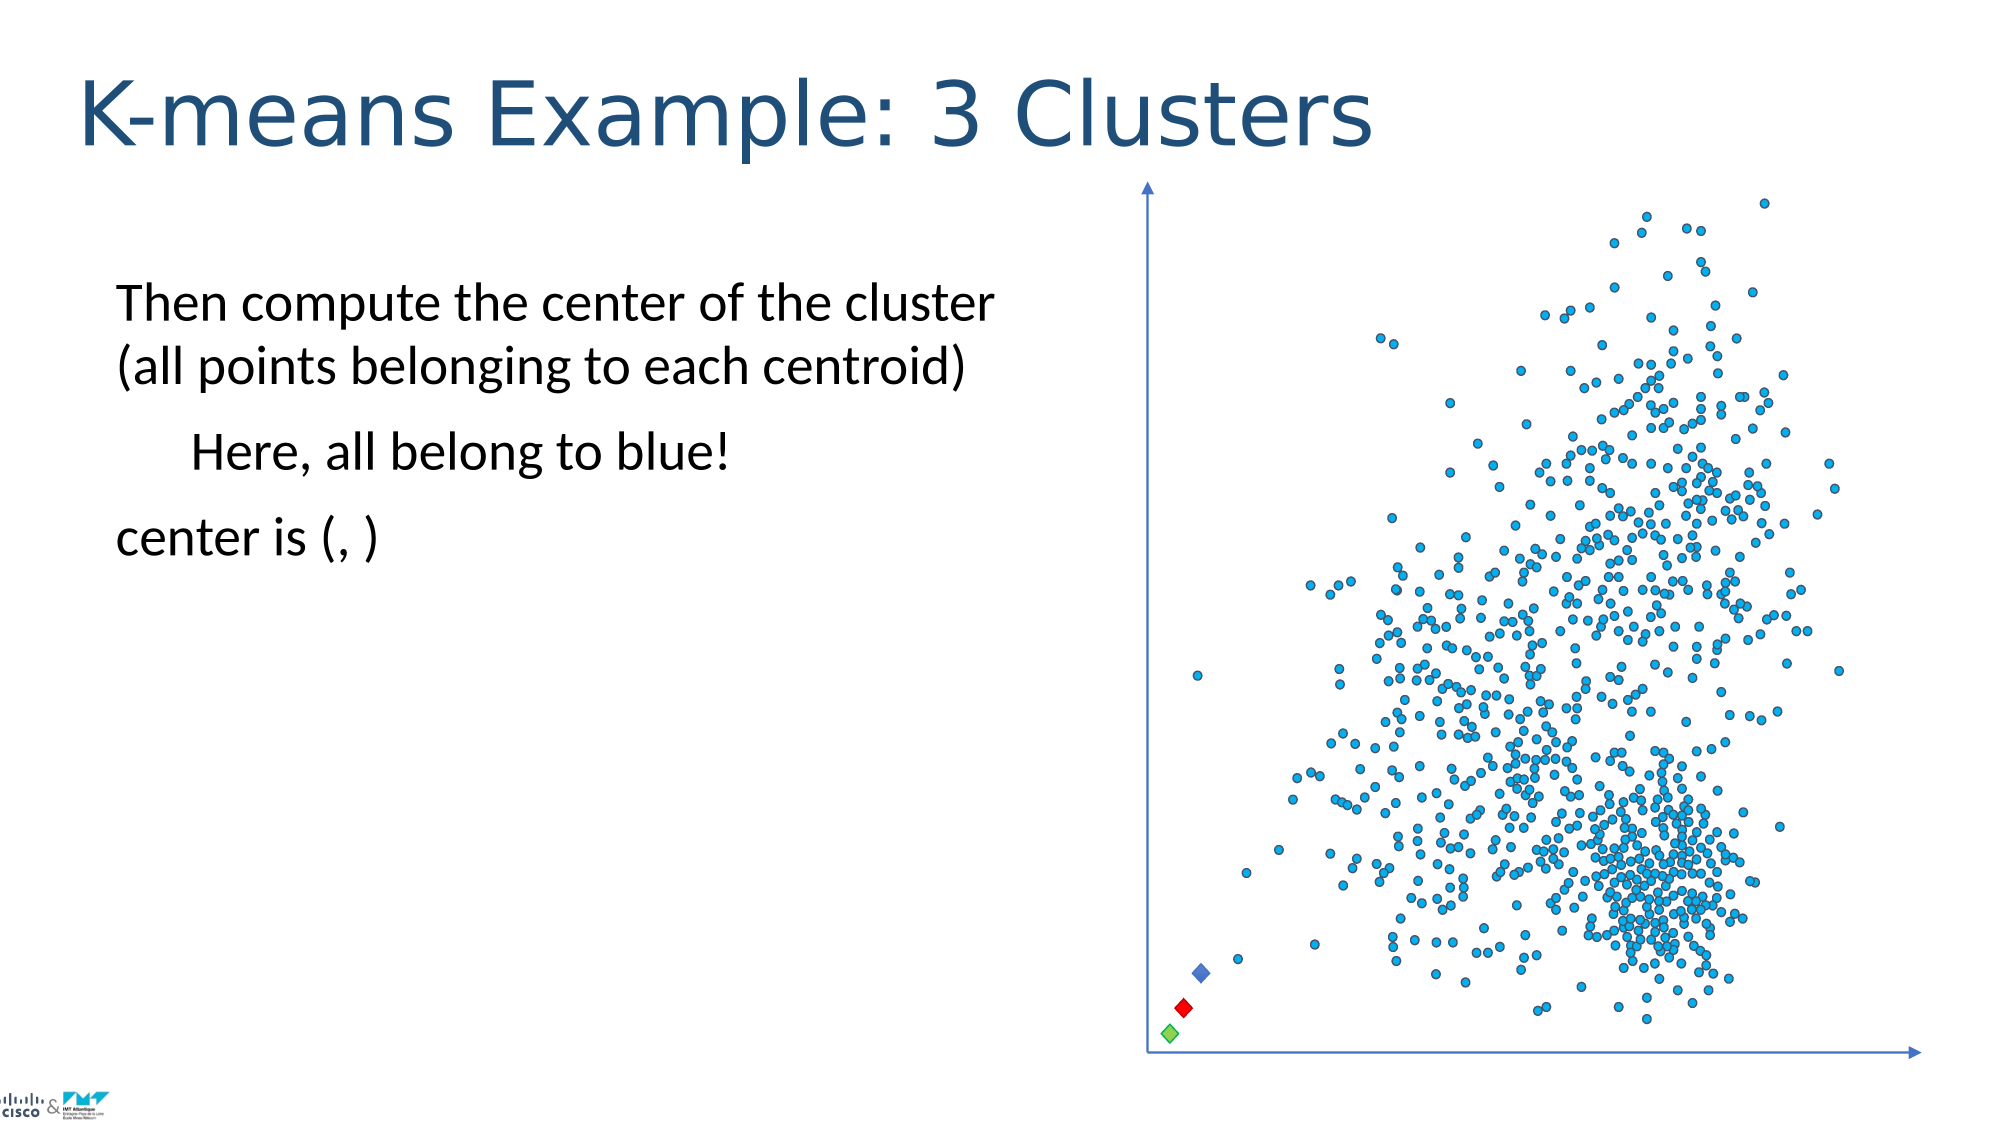 K-means Example: 3 Clusters
Then compute the center of the cluster
(all points belonging to each centroid)
Here, all belong to blue!
center is (, )
cisco & IMT Atlantique